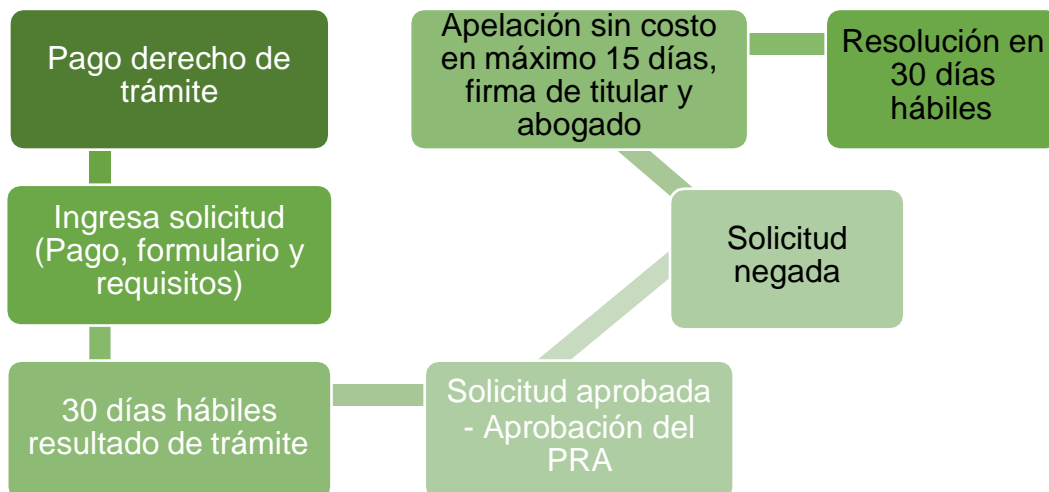 Pago derecho de
trámite
Ingresa solicitud
(Pago, formulario y
requisitos)
30 días hábiles
resultado de trámite
Solicitud aprobada
- Aprobación del
PRA
Solicitud
negada
Apelación sin costo
en máximo 15 días,
firma de titular y
abogado
Resolución en
30 días
hábiles